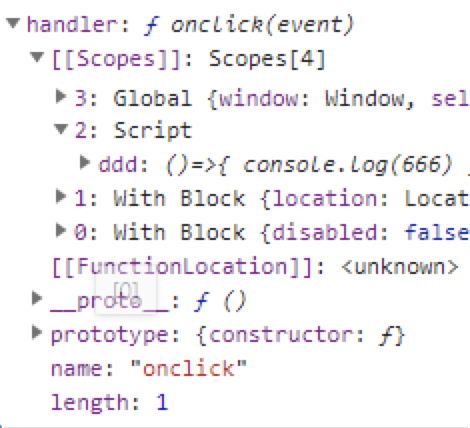 handler: ƒ onclick(event)
[[Scopes]]: Scopes[4]
3: Global {window: Window, sel
2: Script
ddd: ()=>{ console.log(666)
1: With Block {location: Locat
0: With Block {disabled: false
[[FunctionLocation]]: <unknown>
[0]
__proto__: ƒ ()
prototype: {constructor: ƒ}
name: "onclick"
length: 1